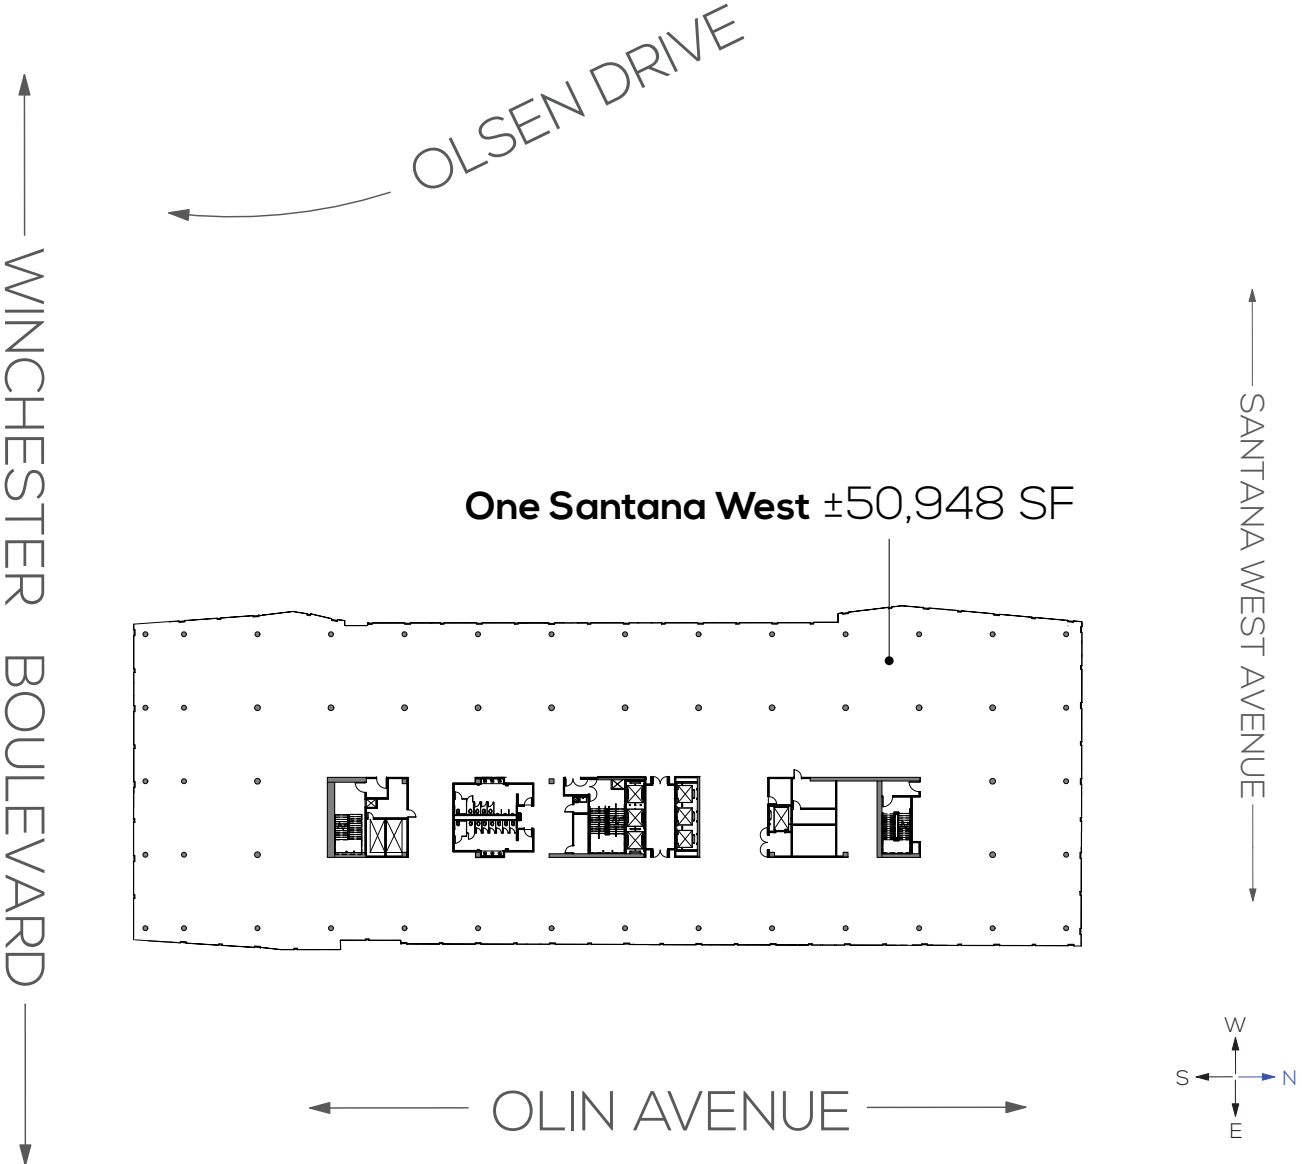 OLSEN DRIVE
WINCHESTER BOULEVARD
SANTANA WEST AVENUE
One Santana West ±50,948 SF
OLIN AVENUE
W
S
N
E